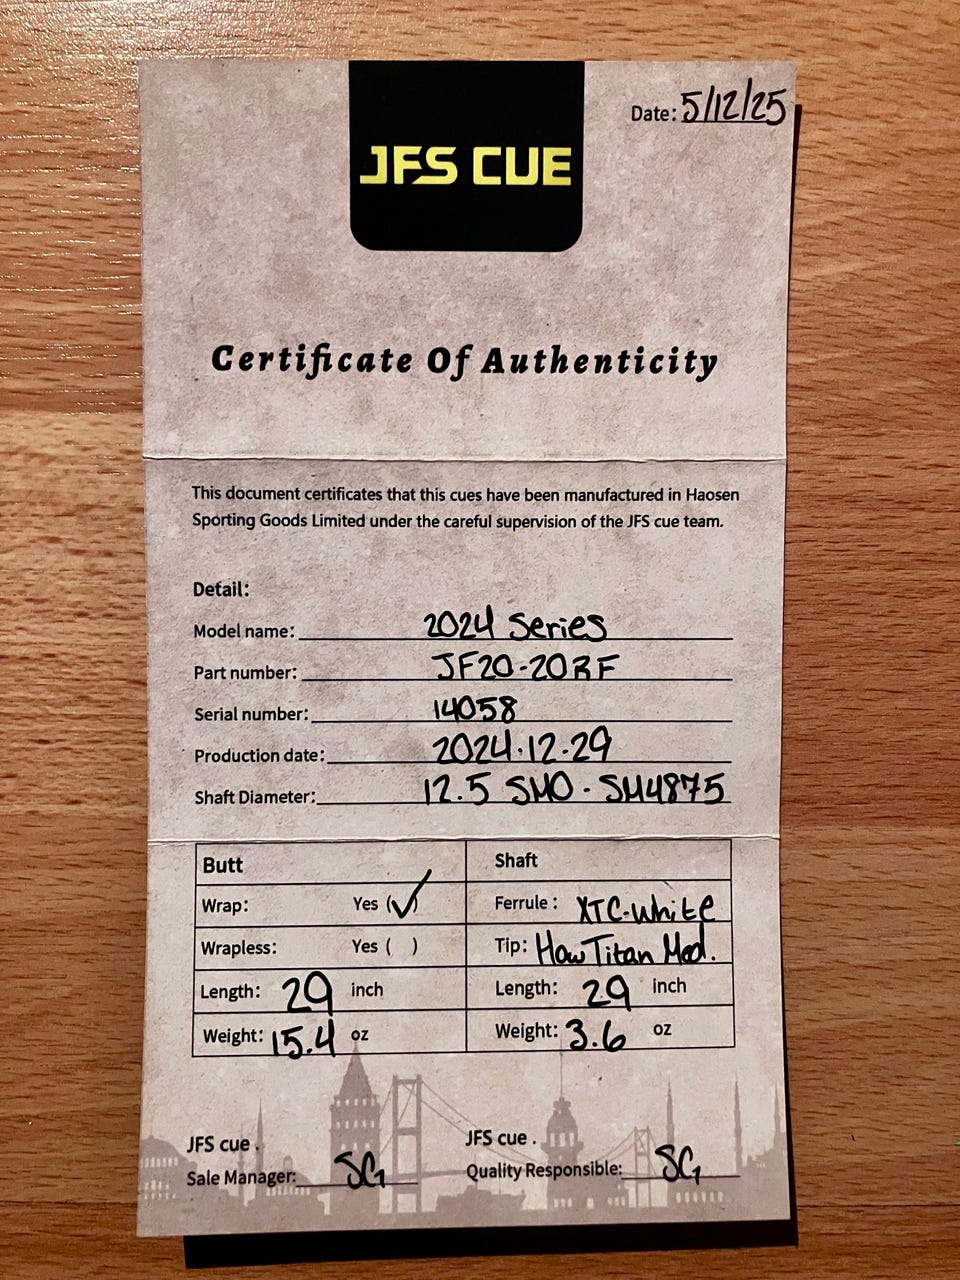 Date: 5/12/25
JFS CUE
Certificate Of Authenticity
This document certificates that this cues have been manufactured in Haosen
Sporting Goods Limited under the careful supervision of the JFS cue team.
Detail:
Model name: 2024 Series
Part number: JF20-20RF
Serial number: 14058
Production date: 2024.12.29
Shaft Diameter: 12.5 SMO - SM4875
Butt
Shaft
Wrap: Yes (✓)
Ferrule : XTC-White
Wrapless: Yes ( )
Tip: How Titan Med.
Length: 29 inch
Length: 29 inch
Weight: 15.4 oz
Weight: 3.6 oz
JFS cue .
JFS cue .
Sale Manager: SG
Quality Responsible: SG